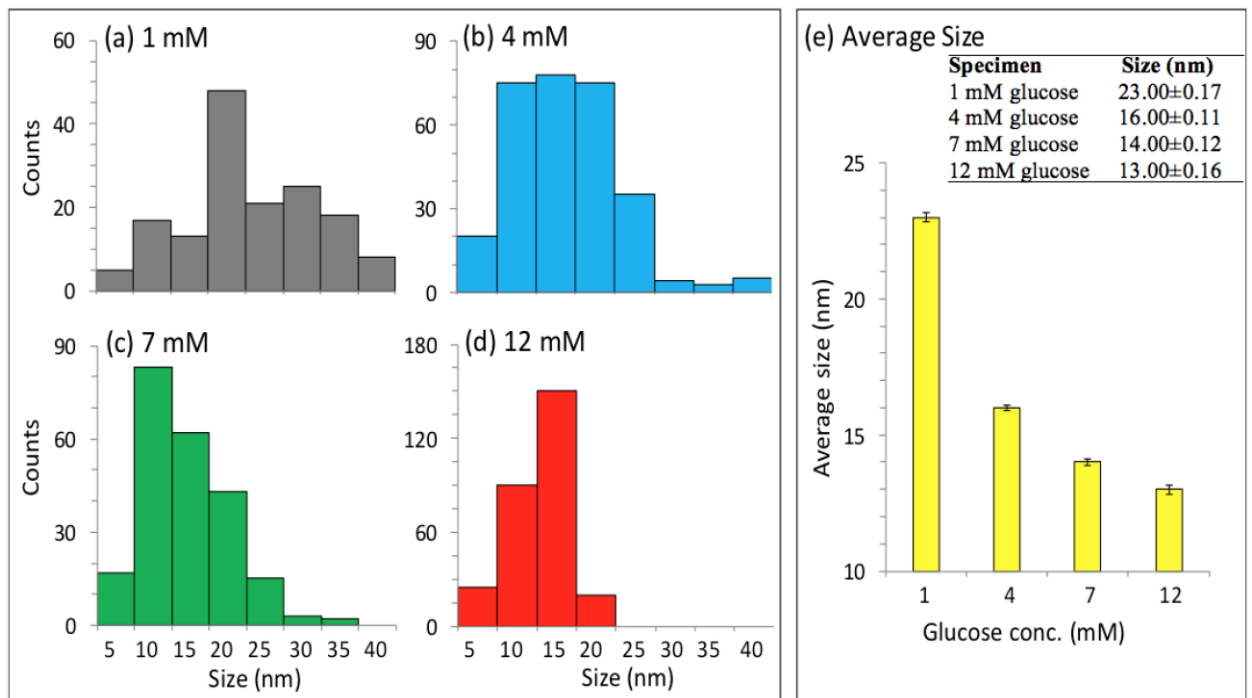 (a) 1 mM
60
40
20
0
Counts
(b) 4 mM
90
60
30
0
(c) 7 mM
90
60
30
0
Counts
5 10 15 20 25 30 35 40
Size (nm)
(d) 12 mM
180
120
60
0
5 10 15 20 25 30 35 40
Size (nm)
(e) Average Size
Specimen Size (nm)
1 mM glucose 23.00±0.17
4 mM glucose 16.00±0.11
7 mM glucose 14.00±0.12
12 mM glucose 13.00±0.16
25
20
15
10
Average size (nm)
1 4 7 12
Glucose conc. (mM)